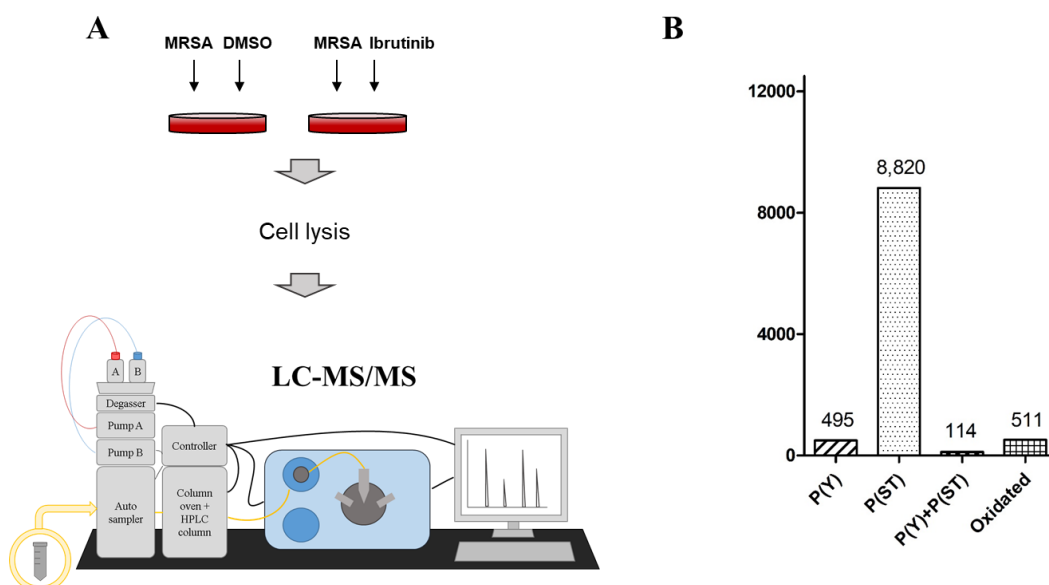 A
MRSA DMSO
MRSA Ibrutinib
Cell lysis
LC-MS/MS
A
B
Degasser
Pump A
Pump B
Controller
Auto
sampler
Column
oven +
HPLC
column
B
12000
8000
4000
0
495
8,820
114
511
P(Y)
P(ST)
P(Y)+P(ST)
Oxidated